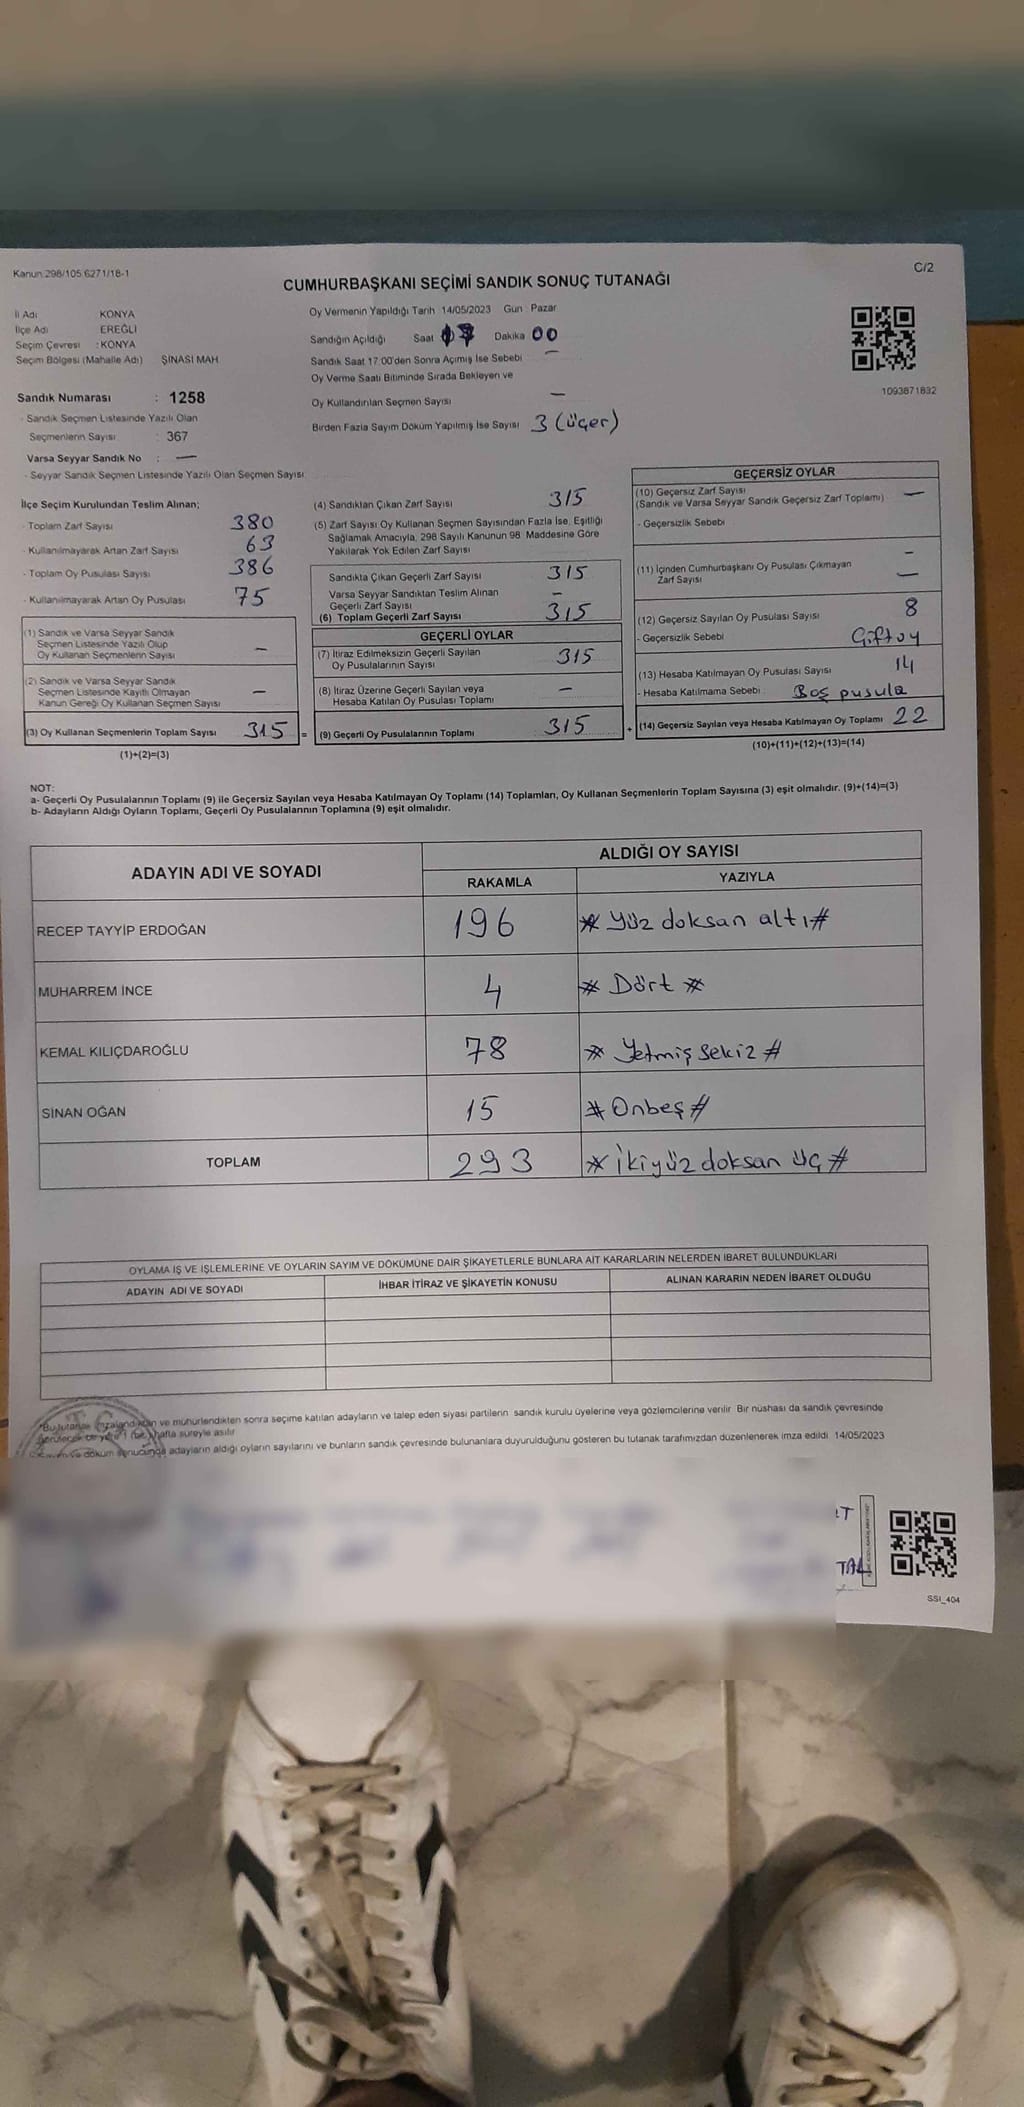 Kanun:298/105 6271/18-1
C/2
CUMHURBAŞKANI SEÇİMİ SANDIK SONUÇ TUTANAĞI
İl Adı : KONYA
İlçe Adı : EREĞLİ
Seçim Çevresi : KONYA
Seçim Bölgesi (Mahalle Adı) ŞİNASİ MAH
Sandık Numarası : 1258
- Sandık Seçmen Listesinde Yazılı Olan
Seçmenlerin Sayısı : 367
Varsa Seyyar Sandık No : —
- Seyyar Sandık Seçmen Listesinde Yazılı Olan Seçmen Sayısı
Oy Vermenin Yapıldığı Tarih 14/05/2023 Gün Pazar
Sandığın Açıldığı Saat Dakika 00
Sandık Saat 17:00'den Sonra Açımış İse Sebebi —
Oy Verme Saati Bitiminde Sırada Bekleyen ve
Oy Kullandırılan Seçmen Sayısı —
Birden Fazla Sayım Döküm Yapılmış İse Sayısı 3 (üçer)
1093871832
İlçe Seçim Kurulundan Teslim Alınan;
- Toplam Zarf Sayısı 380
- Kullanılmayarak Artan Zarf Sayısı 63
- Toplam Oy Pusulası Sayısı 386
- Kullanılmayarak Artan Oy Pusulası 75
(1) Sandık ve Varsa Seyyar Sandık
Seçmen Listesinde Yazılı Olup
Oy Kullanan Seçmenlerin Sayısı —
(2) Sandık ve Varsa Seyyar Sandık
Seçmen Listesinde Kayıtlı Olmayan
Kanun Gereği Oy Kullanan Seçmen Sayısı —
(3) Oy Kullanan Seçmenlerin Toplam Sayısı 315 =
(1)+(2)=(3)
(4) Sandıktan Çıkan Zarf Sayısı 315
(5) Zarf Sayısı Oy Kullanan Seçmen Sayısından Fazla İse, Eşitliği
Sağlamak Amacıyla, 298 Sayılı Kanunun 98. Maddesine Göre
Yakılarak Yok Edilen Zarf Sayısı
Sandıkta Çıkan Geçerli Zarf Sayısı 315
Varsa Seyyar Sandıktan Teslim Alınan
Geçerli Zarf Sayısı —
(6) Toplam Geçerli Zarf Sayısı 315
GEÇERLİ OYLAR
(7) İtiraz Edilmeksizin Geçerli Sayılan
Oy Pusulalarının Sayısı 315
(8) İtiraz Üzerine Geçerli Sayılan veya
Hesaba Katılan Oy Pusulası Toplamı —
(9) Geçerli Oy Pusulalarının Toplamı 315 +
GEÇERSİZ OYLAR
(10) Geçersiz Zarf Sayısı
(Sandık ve Varsa Seyyar Sandık Geçersiz Zarf Toplamı) —
- Geçersizlik Sebebi
—
(11) İçinden Cumhurbaşkanı Oy Pusulası Çıkmayan
Zarf Sayısı —
(12) Geçersiz Sayılan Oy Pusulası Sayısı 8
- Geçersizlik Sebebi Çift oy
(13) Hesaba Katılmayan Oy Pusulası Sayısı 14
- Hesaba Katılmama Sebebi : Boş pusula
(14) Geçersiz Sayılan veya Hesaba Katılmayan Oy Toplamı 22
(10)+(11)+(12)+(13)=(14)
NOT:
a- Geçerli Oy Pusulalarının Toplamı (9) ile Geçersiz Sayılan veya Hesaba Katılmayan Oy Toplamı (14) Toplamları, Oy Kullanan Seçmenlerin Toplam Sayısına (3) eşit olmalıdır. (9)+(14)=(3)
b- Adayların Aldığı Oyların Toplamı, Geçerli Oy Pusulalarının Toplamına (9) eşit olmalıdır.
ADAYIN ADI VE SOYADI
ALDIĞI OY SAYISI
RAKAMLA YAZIYLA
RECEP TAYYİP ERDOĞAN 196 # Yüz doksan altı #
MUHARREM İNCE 4 # Dört #
KEMAL KILIÇDAROĞLU 78 # Yetmiş sekiz #
SİNAN OĞAN 15 # Onbeş #
TOPLAM 293 # ikiyüz doksan üç #
OYLAMA İŞ VE İŞLEMLERİNE VE OYLARIN SAYIM VE DÖKÜMÜNE DAİR ŞİKAYETLERLE BUNLARA AİT KARARLARIN NELERDEN İBARET BULUNDUKLARI
ADAYIN ADI VE SOYADI İHBAR İTİRAZ VE ŞİKAYETİN KONUSU ALINAN KARARIN NEDEN İBARET OLDUĞU
T.C.
*Bu tutanak imzalandıktan ve mühürlendikten sonra seçime katılan adayların ve talep eden siyasi partilerin sandık kurulu üyelerine veya gözlemcilerine verilir. Bir nüshası da sandık çevresinde
görülecek bir yere 1 (bir) hafta süreyle asılır
ve döküm sonucunda adayların aldığı oyların sayılarını ve bunların sandık çevresinde bulunanlara duyurulduğunu gösteren bu tutanak tarafımızdan düzenlenerek imza edildi 14/05/2023
SSI_404